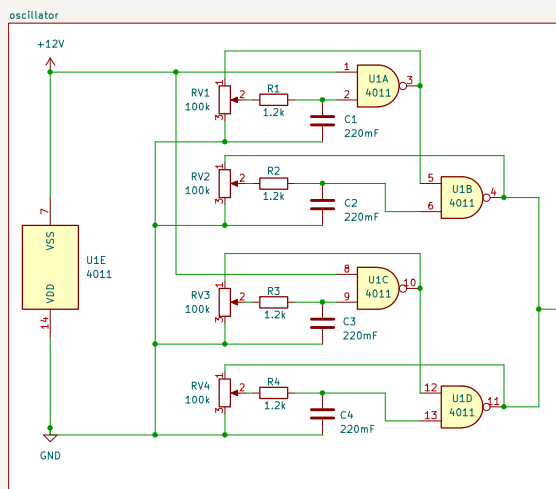 oscillator
+12V
7
VSS
VDD
14
U1E
4011
GND
RV1
100k
1
2
3
R1
1.2k
C1
220mF
1
2
U1A
4011
3
RV2
100k
1
2
3
R2
1.2k
C2
220mF
5
6
U1B
4011
4
RV3
100k
1
2
3
R3
1.2k
C3
220mF
8
9
U1C
4011
10
RV4
100k
1
2
3
R4
1.2k
C4
220mF
12
13
U1D
4011
11